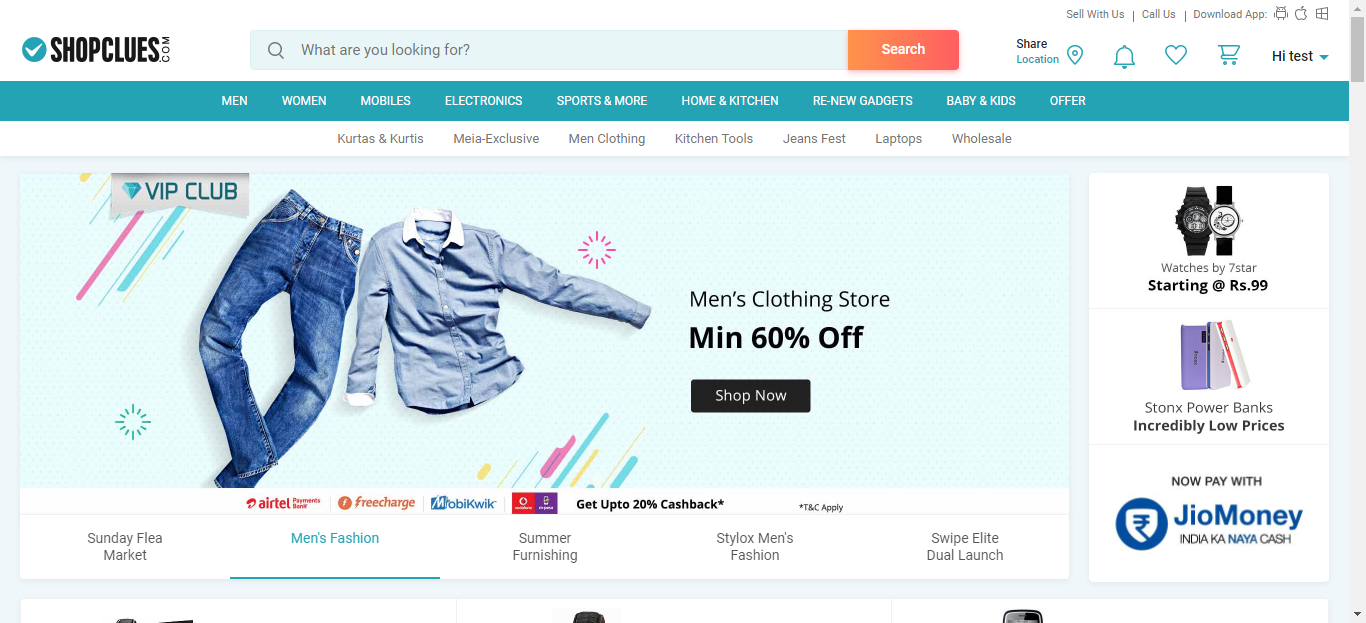 Sell With Us | Call Us | Download App:
SHOPCLUES.COM
What are you looking for?
Search
Share
Location
Hi test
MEN WOMEN MOBILES ELECTRONICS SPORTS & MORE HOME & KITCHEN RE-NEW GADGETS BABY & KIDS OFFER
Kurtas & Kurtis Meia-Exclusive Men Clothing Kitchen Tools Jeans Fest Laptops Wholesale
VIP CLUB
Men's Clothing Store
Min 60% Off
Shop Now
airtel Payments Bank
freecharge
MobiKwik
vodafone m-pesa
Get Upto 20% Cashback*
*T&C Apply
Sunday Flea
Market
Men's Fashion
Summer
Furnishing
Stylox Men's
Fashion
Swipe Elite
Dual Launch
Watches by 7star
Starting @ Rs.99
Stonx Power Banks
Incredibly Low Prices
NOW PAY WITH
JioMoney
INDIA KA NAYA CASH